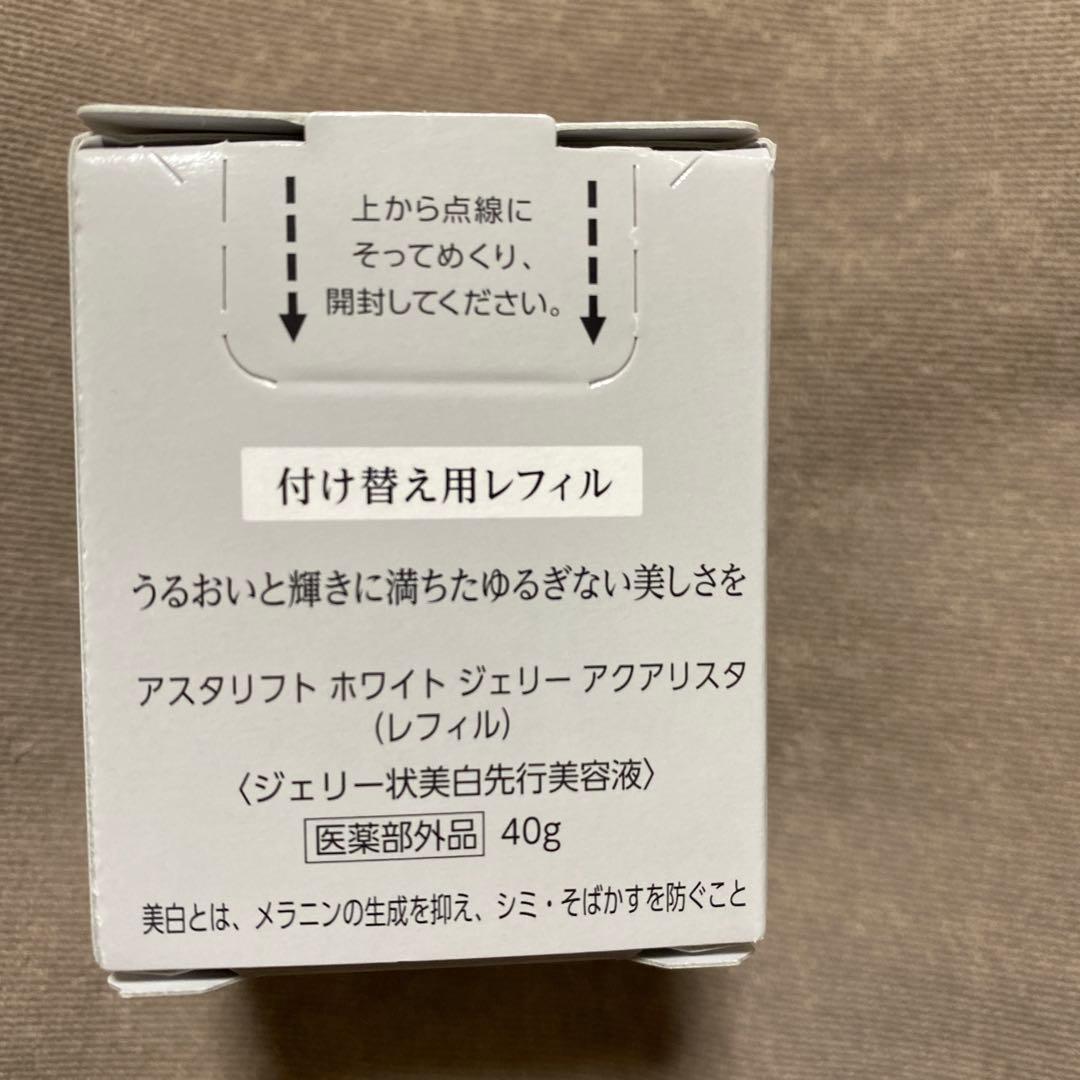 上から点線に
そってめくり、
開封してください。
付け替え用レフィル
うるおいと輝きに満ちたゆるぎない美しさを
アスタリフト ホワイト ジェリー アクアリスタ
(レフィル)
〈ジェリー状美白先行美容液〉
医薬部外品 40g
美白とは、メラニンの生成を抑え、シミ・そばかすを防ぐこと